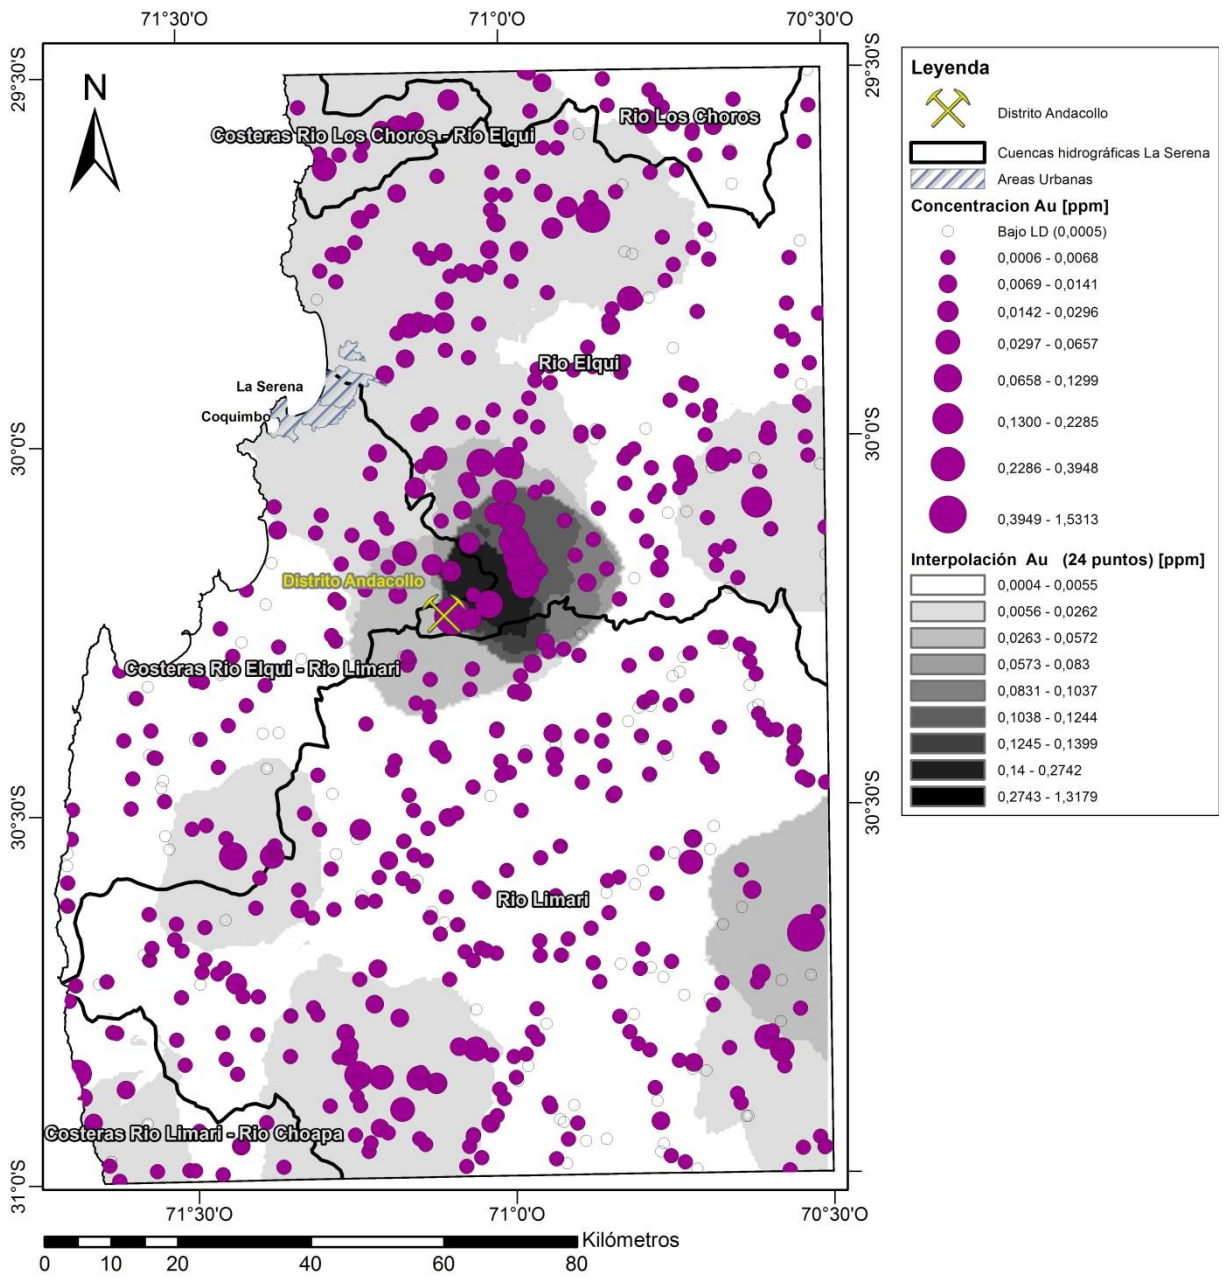 71°30'O
71°0'O
70°30'O
29°30'S
29°30'S
N
Costeras Rio Los Choros - Rio Elqui
Rio Los Choros
Rio Elqui
La Serena
Coquimbo
30°0'S
30°0'S
Distrito Andacollo
Costeras Rio Elqui - Rio Limari
30°30'S
30°30'S
Rio Limari
Costeras Rio Limari - Rio Choapa
31°0'S
71°30'O
71°0'O
70°30'O
Kilómetros
0
10
20
40
60
80
Leyenda
Distrito Andacollo
Cuencas hidrográficas La Serena
Areas Urbanas
Concentracion Au [ppm]
Bajo LD (0,0005)
0,0006 - 0,0068
0,0069 - 0,0141
0,0142 - 0,0296
0,0297 - 0,0657
0,0658 - 0,1299
0,1300 - 0,2285
0,2286 - 0,3948
0,3949 - 1,5313
Interpolación Au (24 puntos) [ppm]
0,0004 - 0,0055
0,0056 - 0,0262
0,0263 - 0,0572
0,0573 - 0,083
0,0831 - 0,1037
0,1038 - 0,1244
0,1245 - 0,1399
0,14 - 0,2742
0,2743 - 1,3179